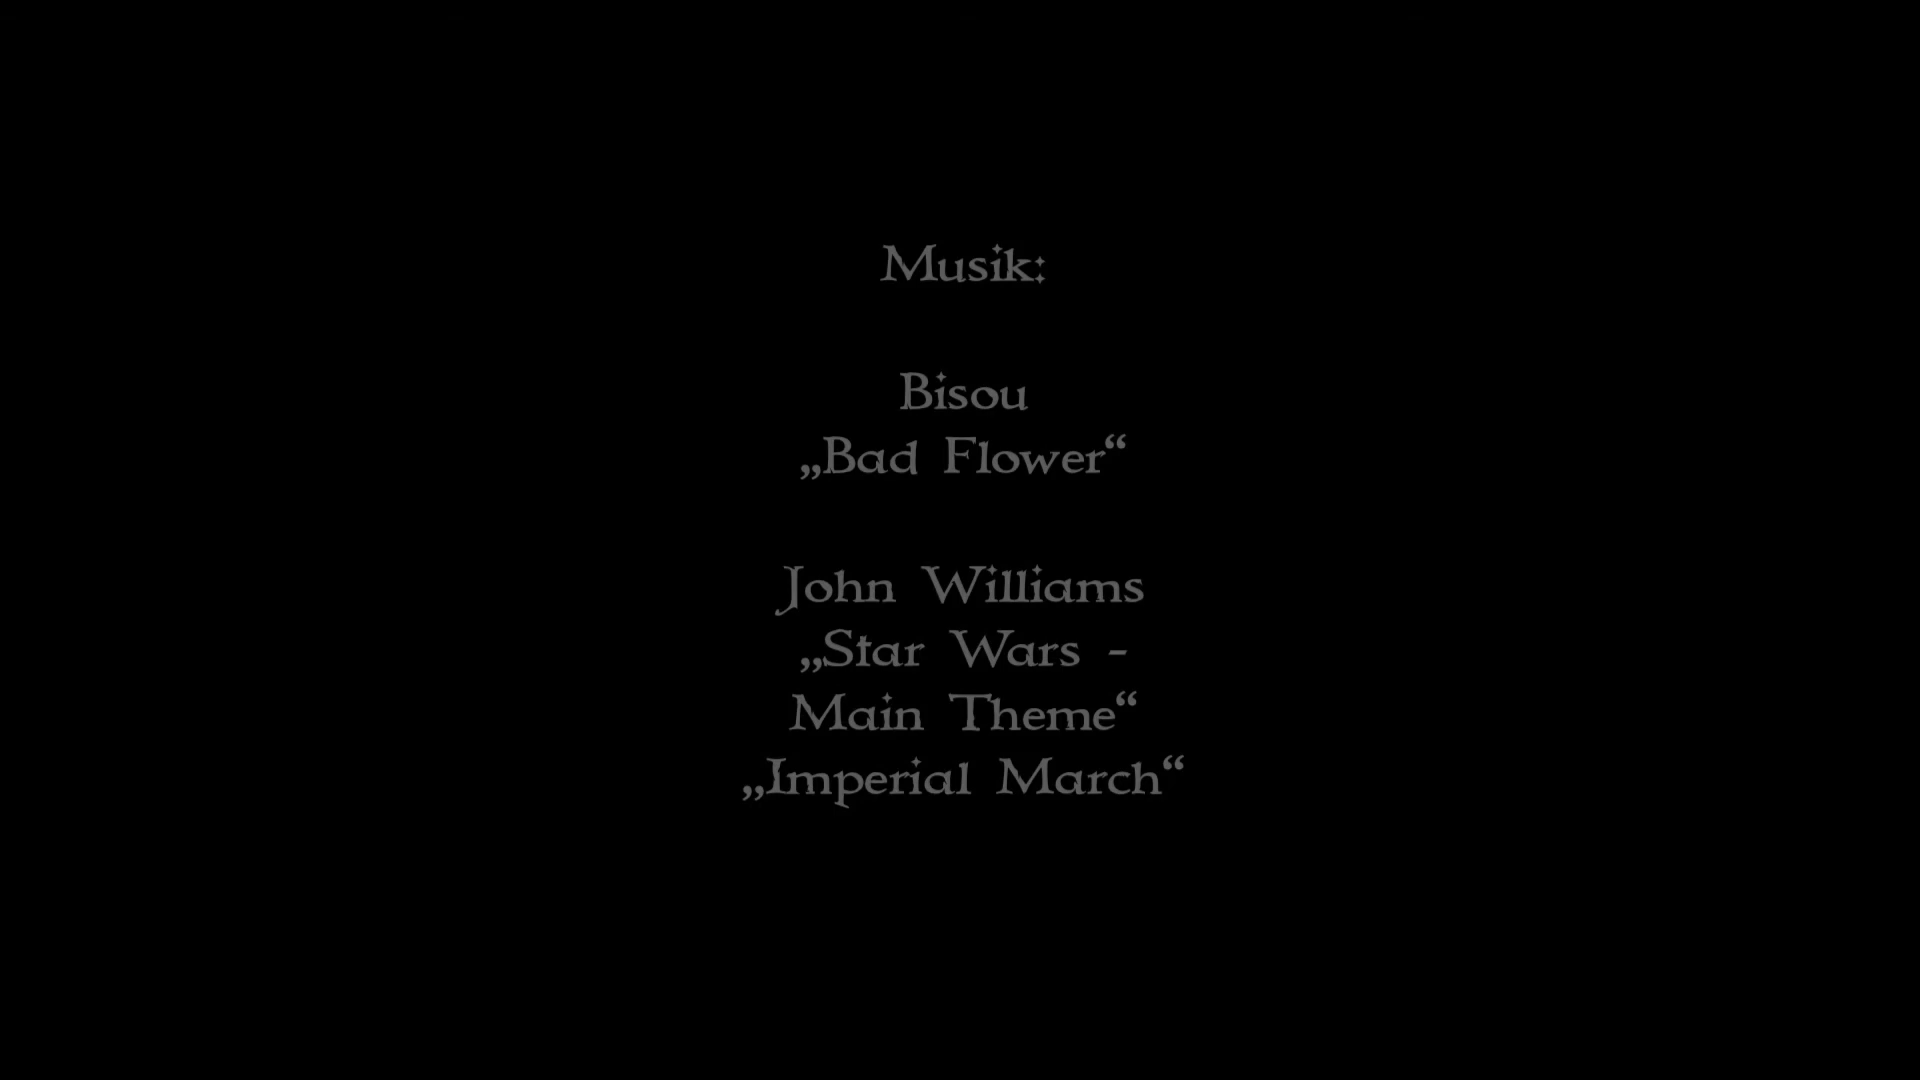 Musik:
Bisou
„Bad Flower“
John Williams
„Star Wars -
Main Theme“
„Imperial March“